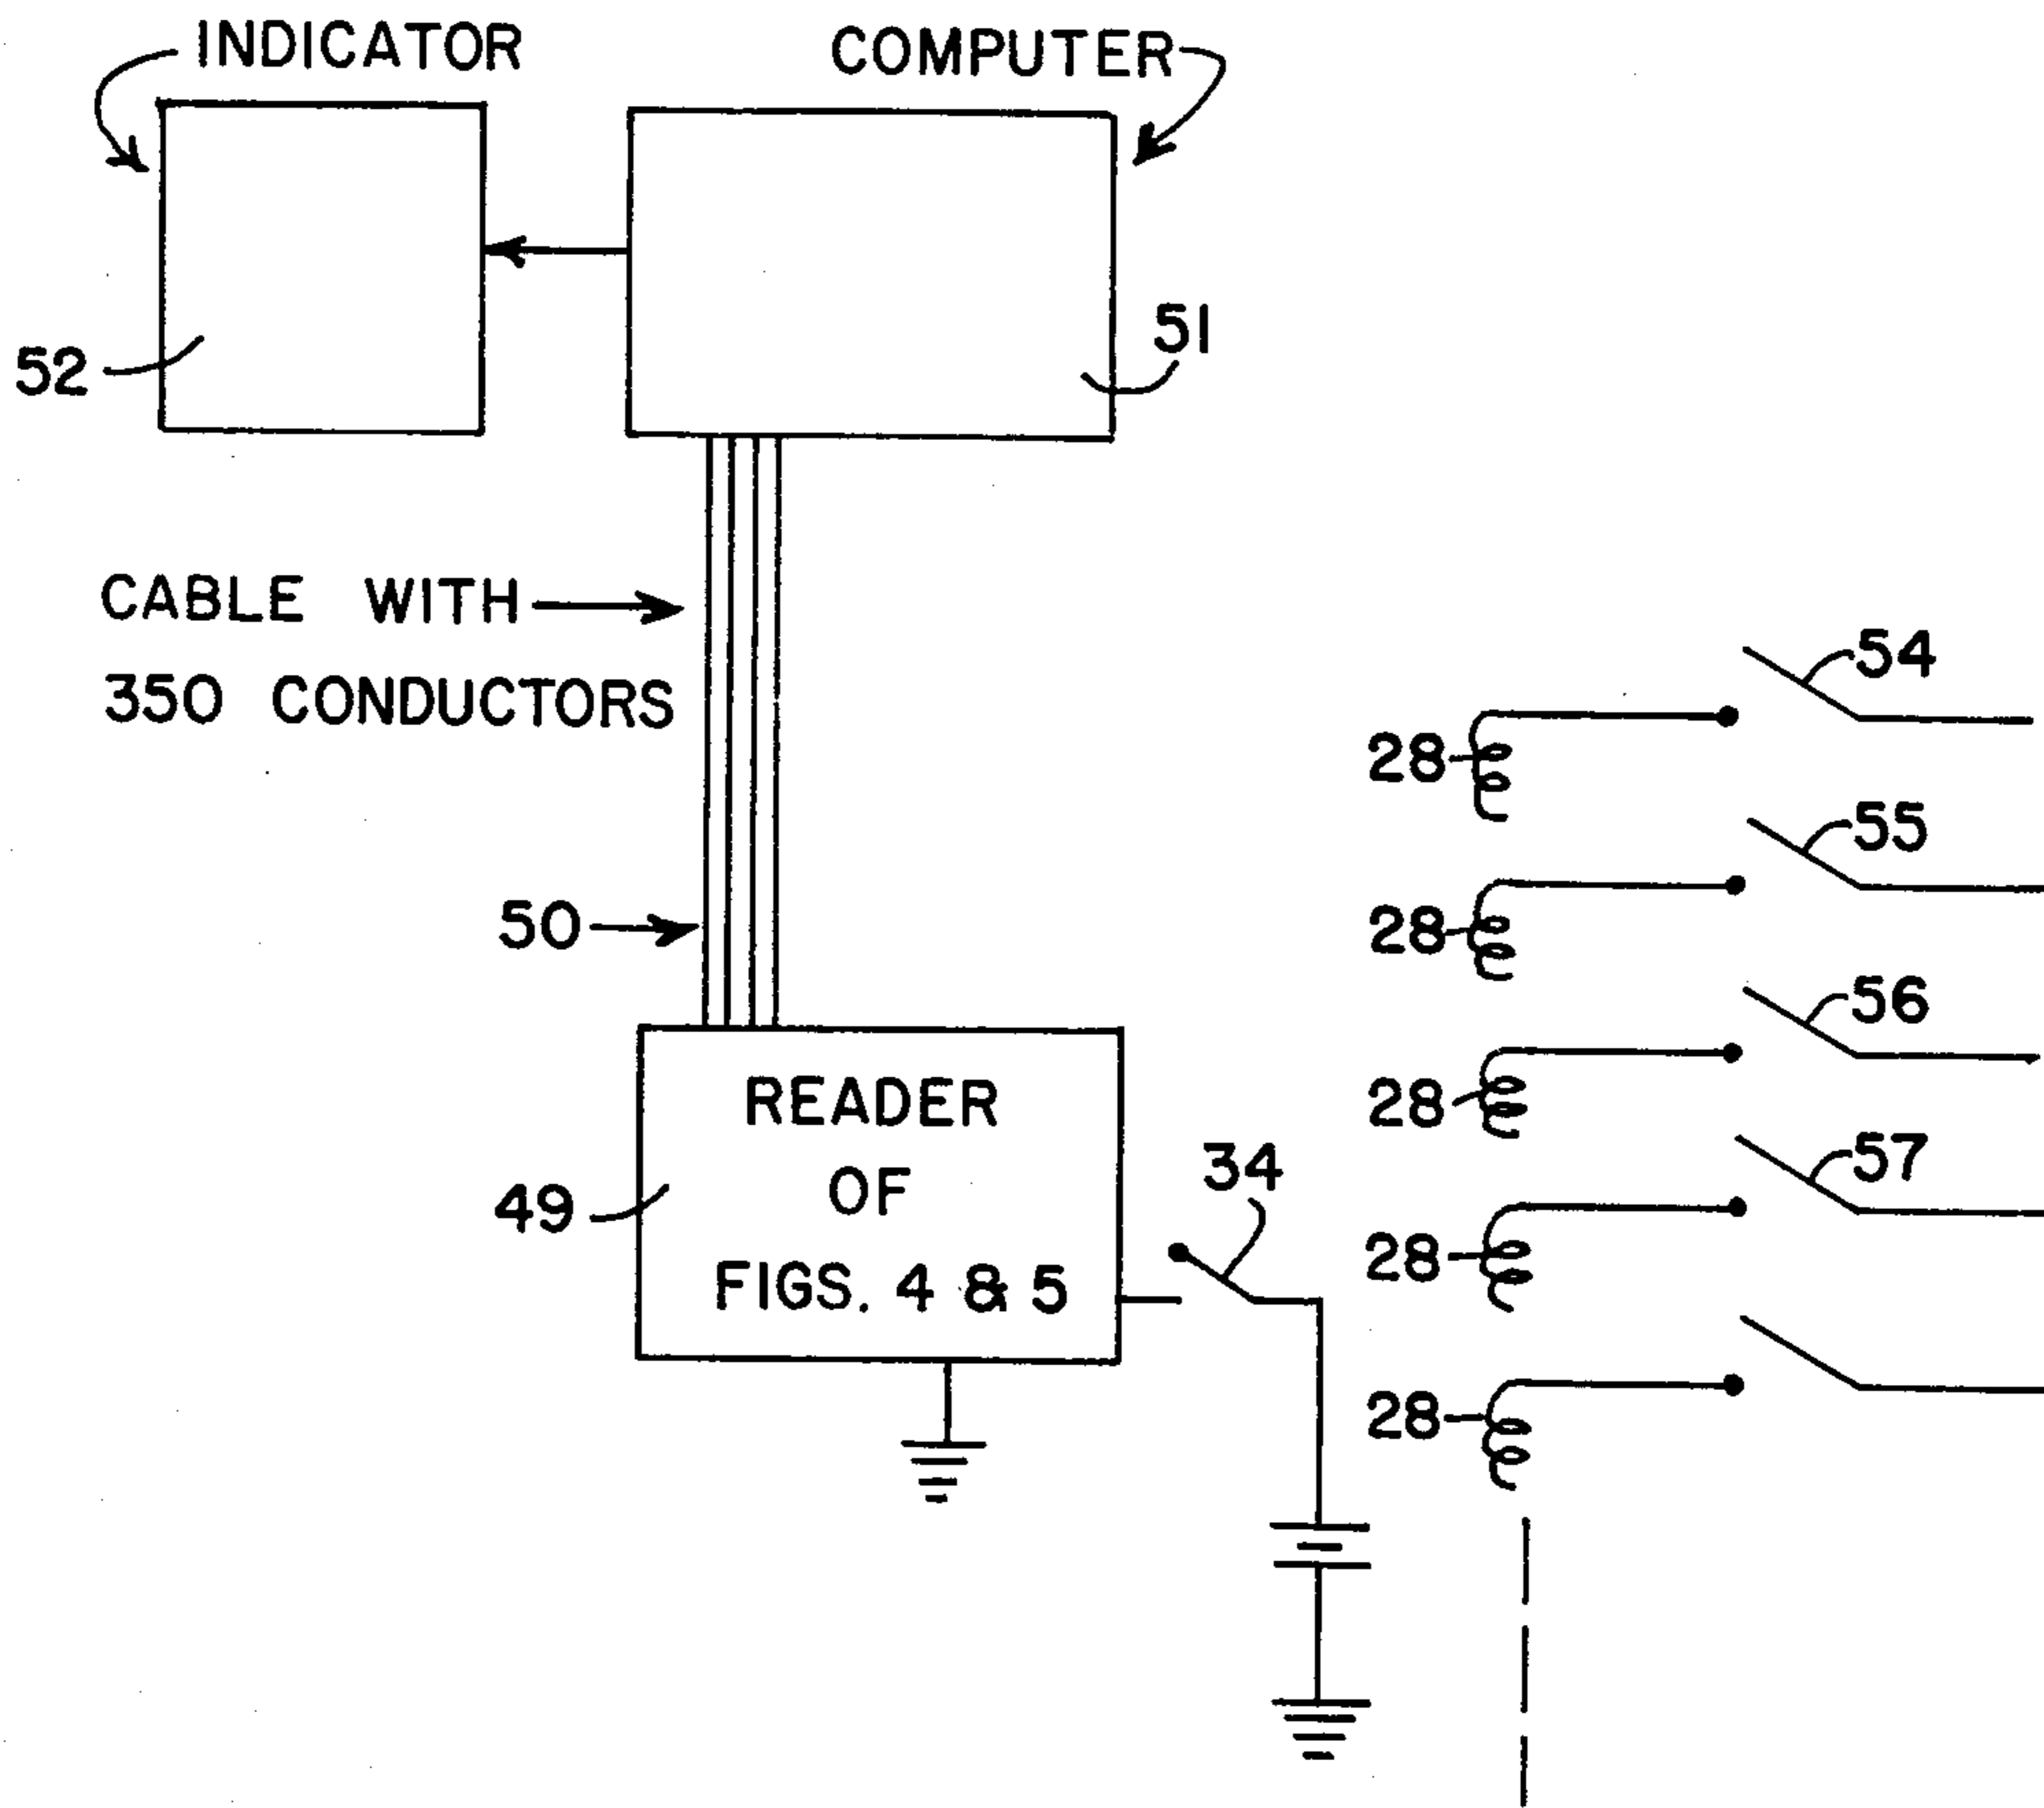 INDICATOR
COMPUTER
52
51
CABLE WITH
350 CONDUCTORS
50
READER
OF
FIGS. 4 & 5
49
34
54
28
55
28
56
28
57
28
28